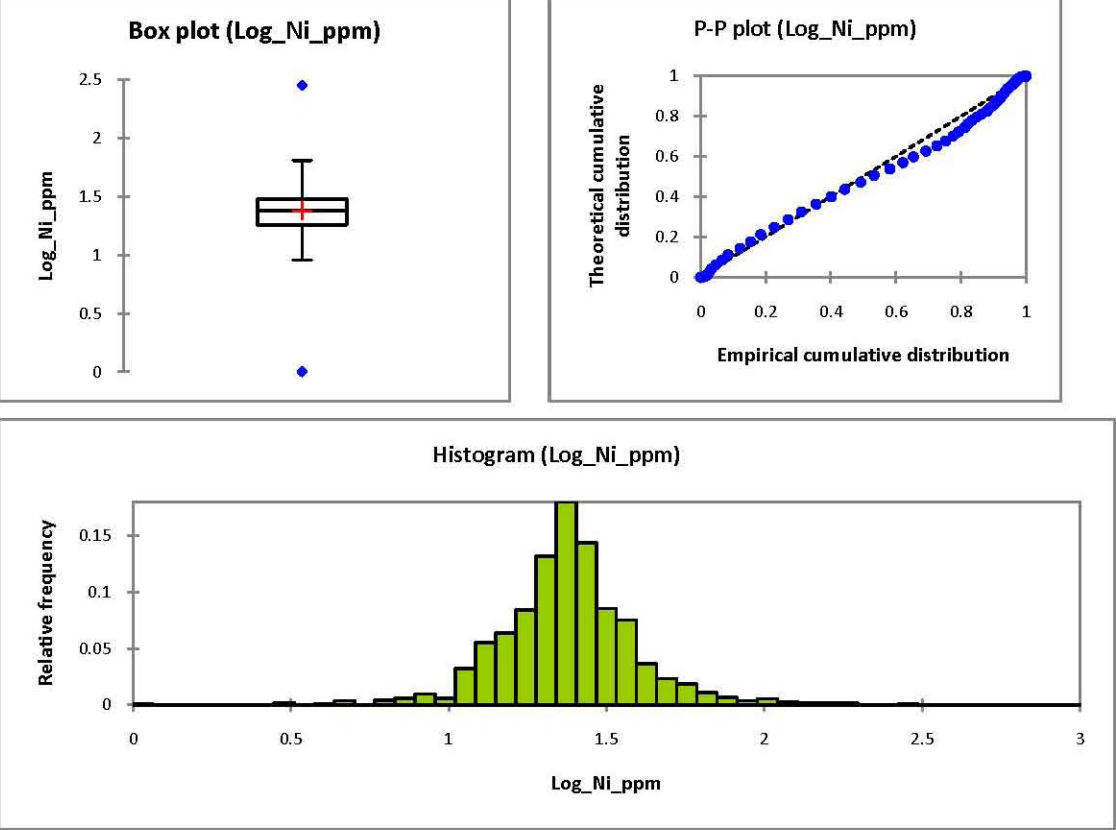 Box plot (Log_Ni_ppm)
Log_Ni_ppm
2.5
2
1.5
1
0.5
0
P-P plot (Log_Ni_ppm)
Theoretical cumulative
distribution
1
0.8
0.6
0.4
0.2
0
0 0.2 0.4 0.6 0.8 1
Empirical cumulative distribution
Histogram (Log_Ni_ppm)
Relative frequency
0.15
0.1
0.05
0
0 0.5 1 1.5 2 2.5 3
Log_Ni_ppm